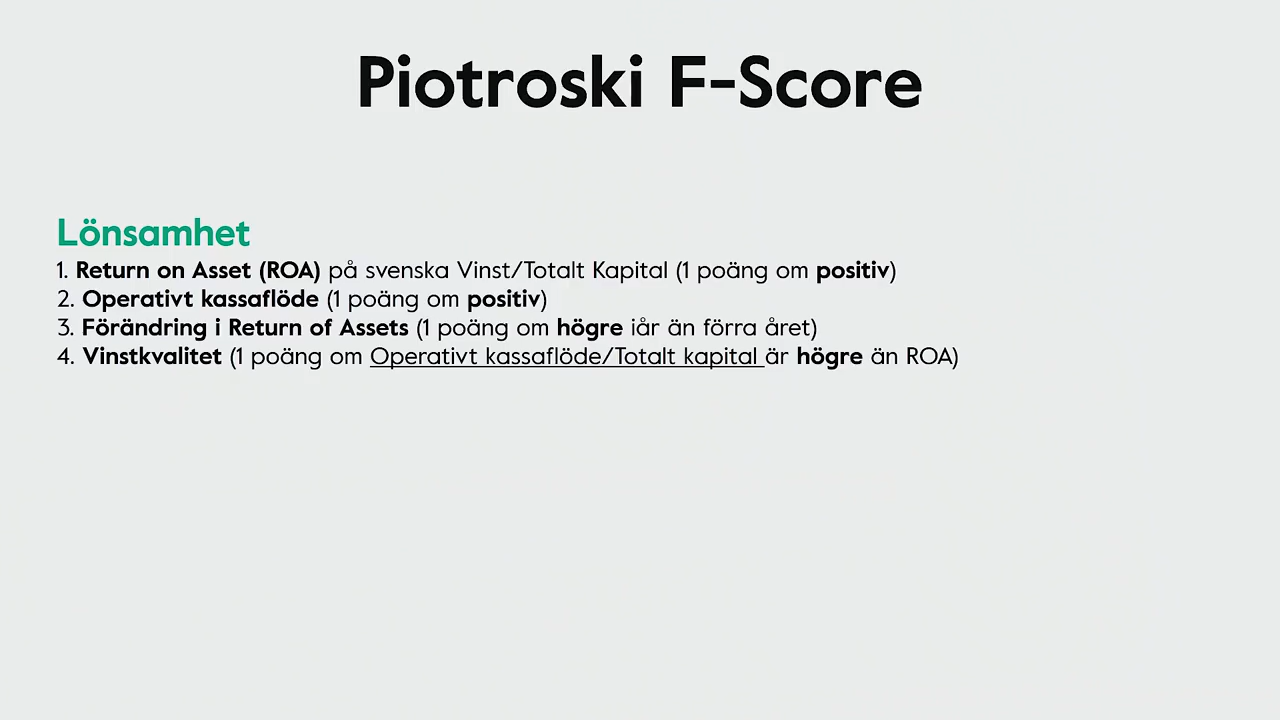 Piotroski F-Score
Lönsamhet
1. Return on Asset (ROA) på svenska Vinst/Totalt Kapital (1 poäng om positiv)
2. Operativt kassaflöde (1 poäng om positiv)
3. Förändring i Return of Assets (1 poäng om högre iår än förra året)
4. Vinstkvalitet (1 poäng om Operativt kassaflöde/Totalt kapital är högre än ROA)